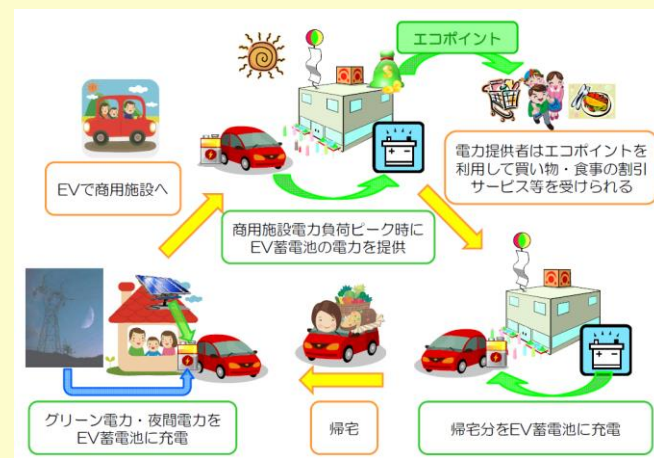 エコポイント
EVで商用施設へ
電力提供者はエコポイントを
利用して買い物・食事の割引
サービス等を受けられる
商用施設電力負荷ピーク時に
EV蓄電池の電力を提供
グリーン電力・夜間電力を
EV蓄電池に充電
帰宅
帰宅分をEV蓄電池に充電